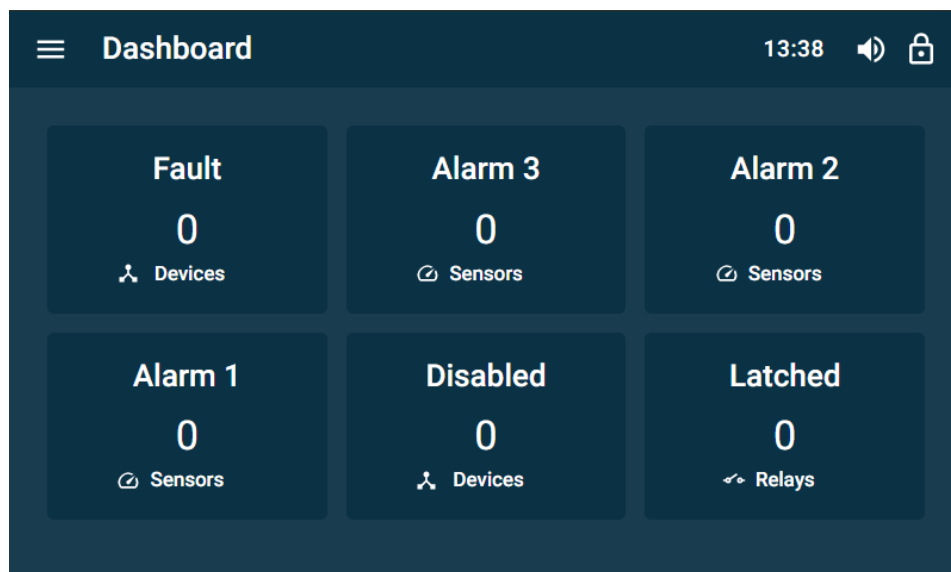 Dashboard 13:38
Fault
0
Devices
Alarm 3
0
Sensors
Alarm 2
0
Sensors
Alarm 1
0
Sensors
Disabled
0
Devices
Latched
0
Relays